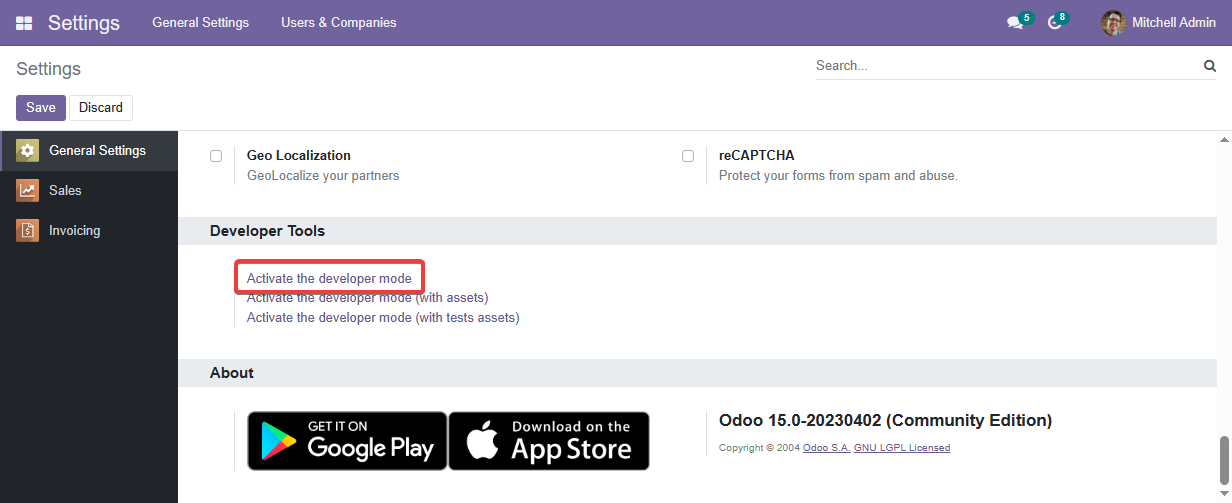 Settings General Settings Users & Companies 5 8 Mitchell Admin
Settings Search...
Save Discard
General Settings
Sales
Invoicing
Geo Localization
GeoLocalize your partners
reCAPTCHA
Protect your forms from spam and abuse.
Developer Tools
Activate the developer mode
Activate the developer mode (with assets)
Activate the developer mode (with tests assets)
About
GET IT ON
Google Play
Download on the
App Store
Odoo 15.0-20230402 (Community Edition)
Copyright © 2004 Odoo S.A. GNU LGPL Licensed